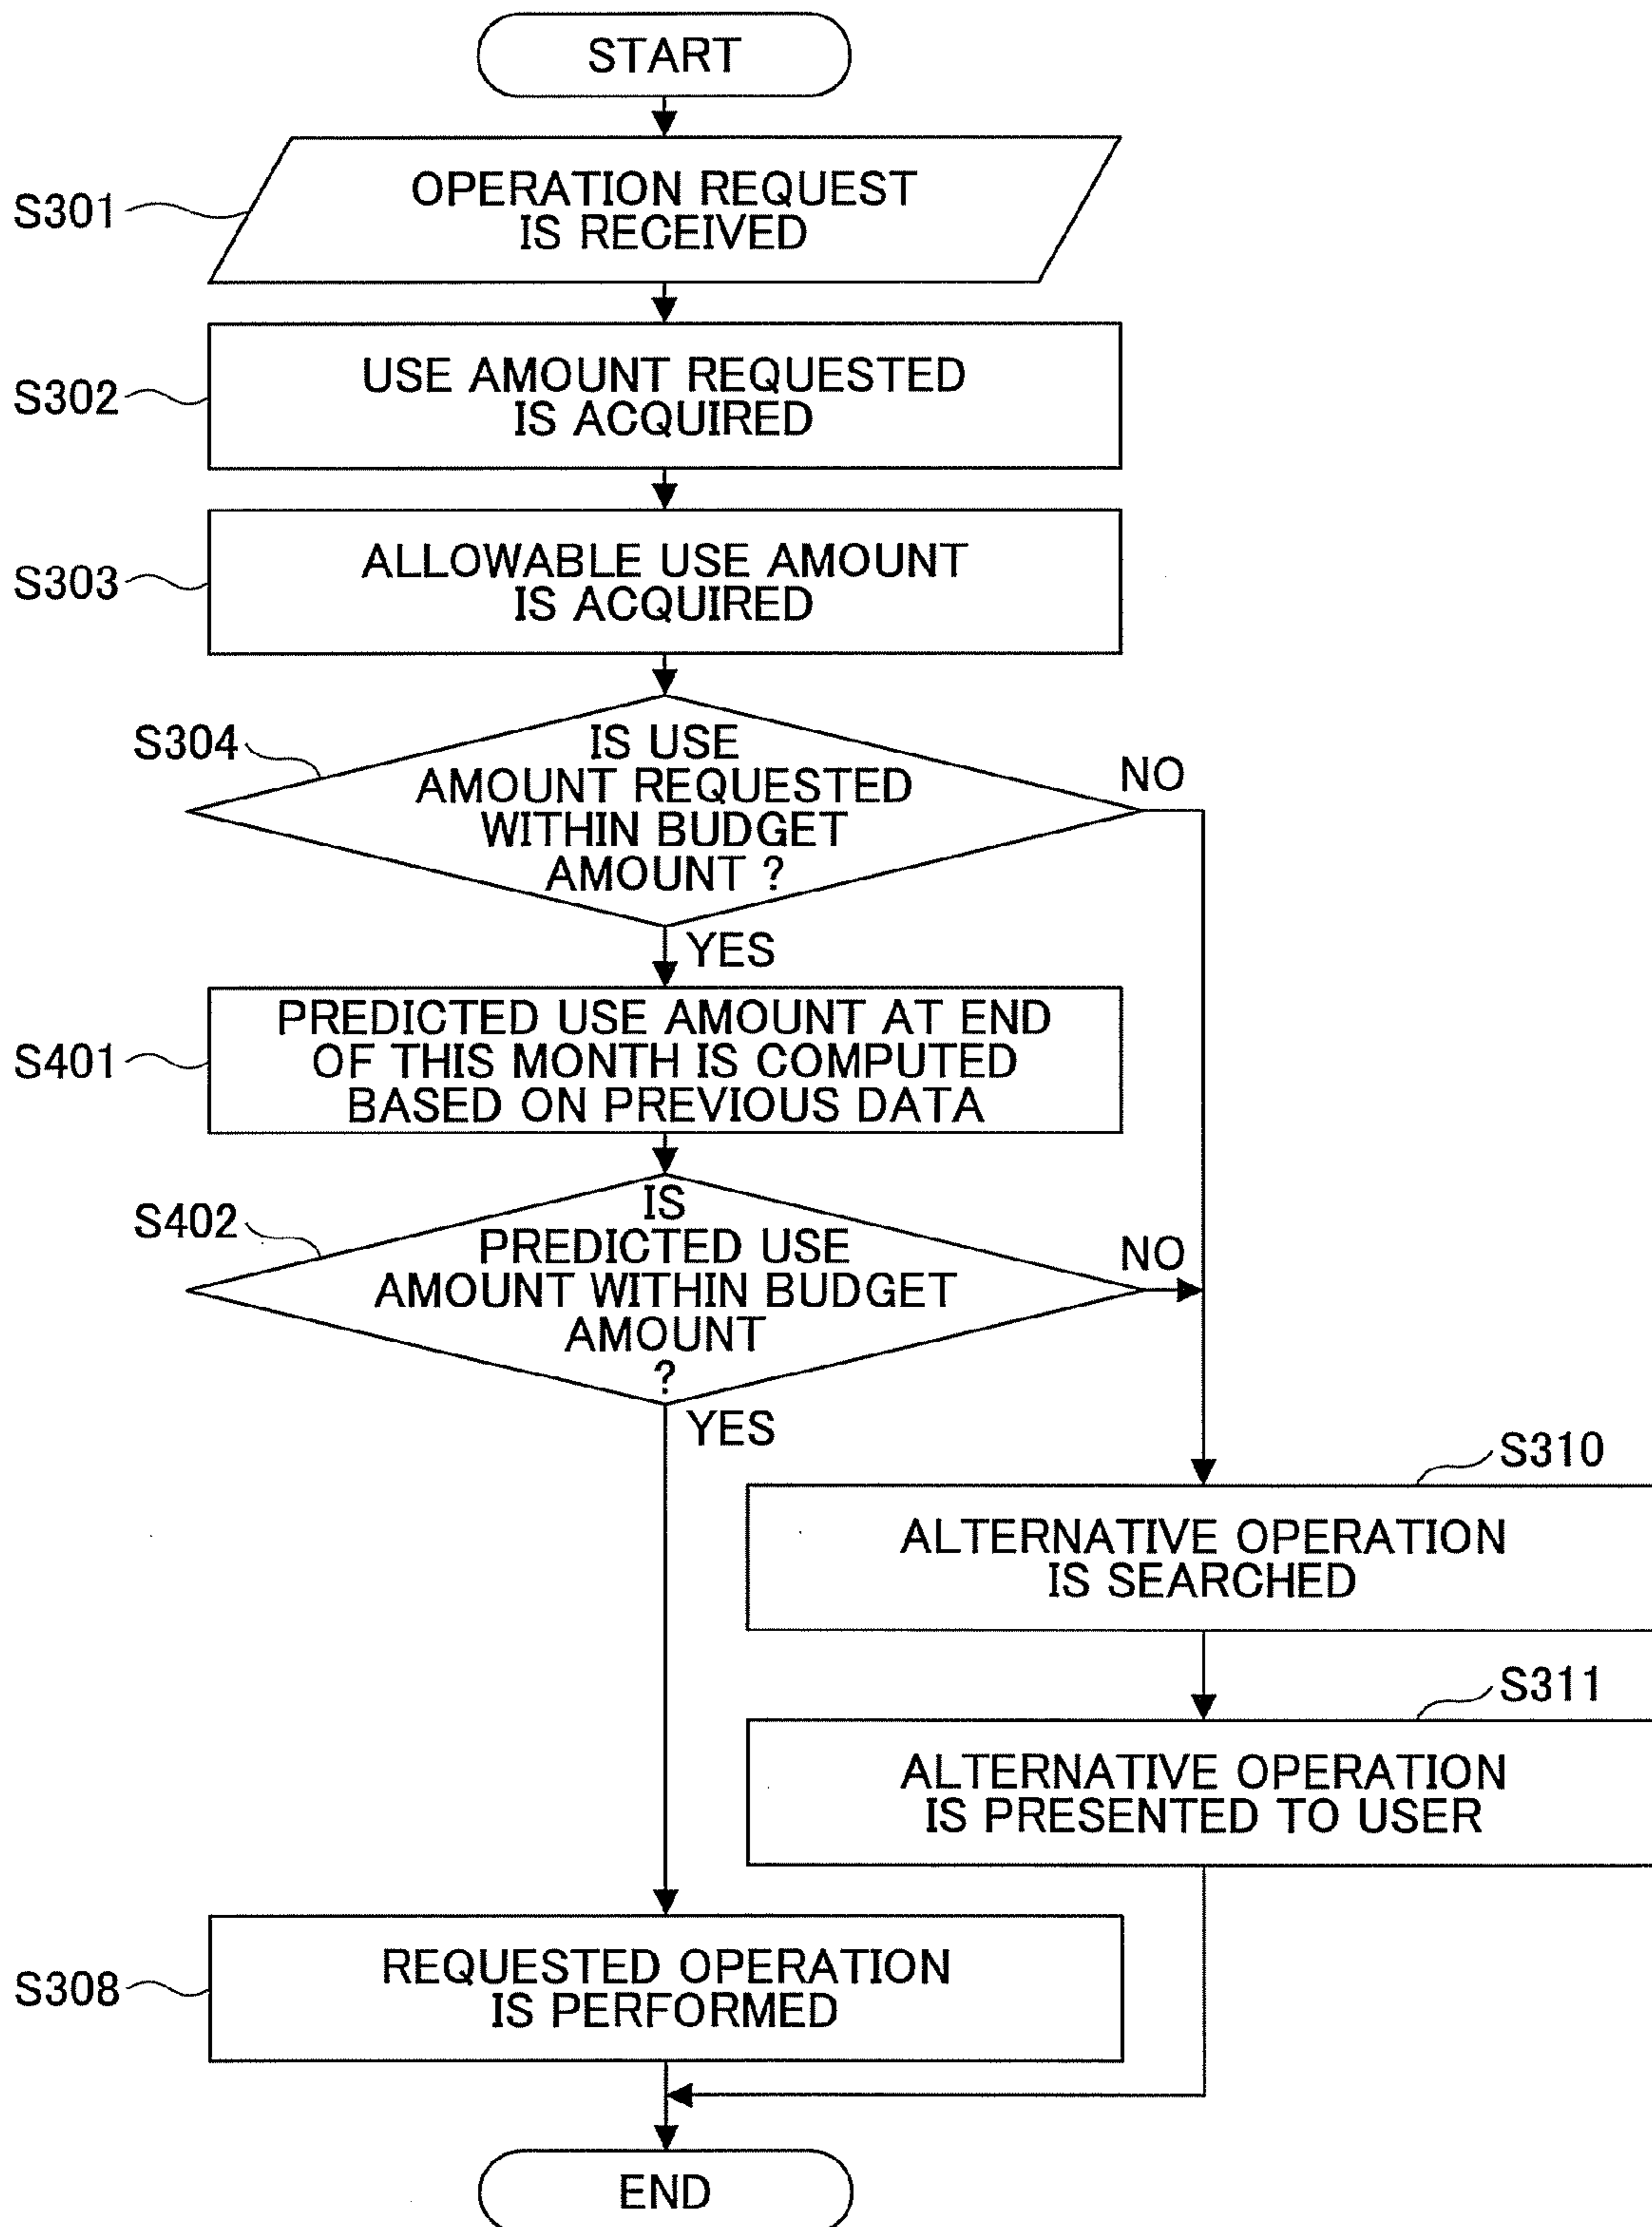 START
S301
OPERATION REQUEST
IS RECEIVED
S302
USE AMOUNT REQUESTED
IS ACQUIRED
S303
ALLOWABLE USE AMOUNT
IS ACQUIRED
S304
IS USE
AMOUNT REQUESTED
WITHIN BUDGET
AMOUNT ?
NO
YES
S401
PREDICTED USE AMOUNT AT END
OF THIS MONTH IS COMPUTED
BASED ON PREVIOUS DATA
S402
IS
PREDICTED USE
AMOUNT WITHIN BUDGET
AMOUNT
?
NO
YES
S310
ALTERNATIVE OPERATION
IS SEARCHED
S311
ALTERNATIVE OPERATION
IS PRESENTED TO USER
S308
REQUESTED OPERATION
IS PERFORMED
END